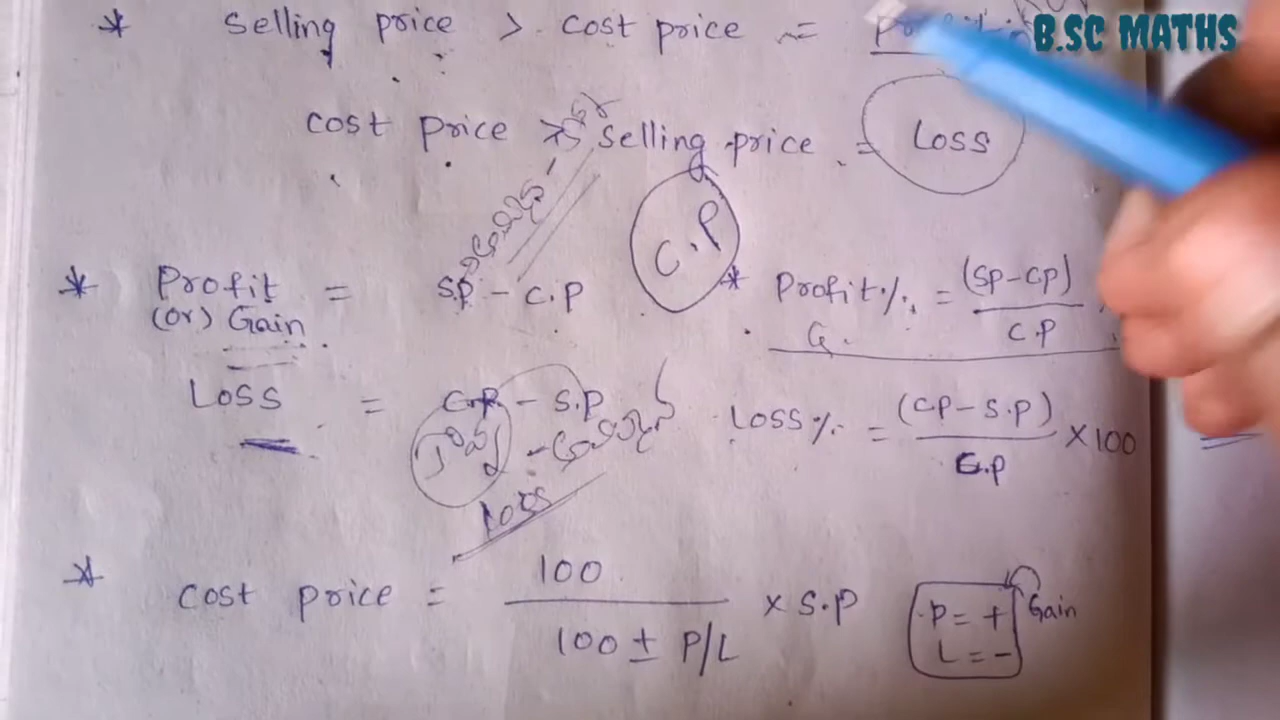 * Selling price > cost price =
B.SC MATHS
cost price > selling price = Loss
C.P
* Profit = S.P - C.P
(or) Gain
* Profit % = (SP - CP) / C.P
G.
Loss = C.P - S.P
Loss % = (CP - S.P) / C.P × 100
Loss
* cost price = 100 / 100 ± P/L × S.P
P = + Gain
L = -